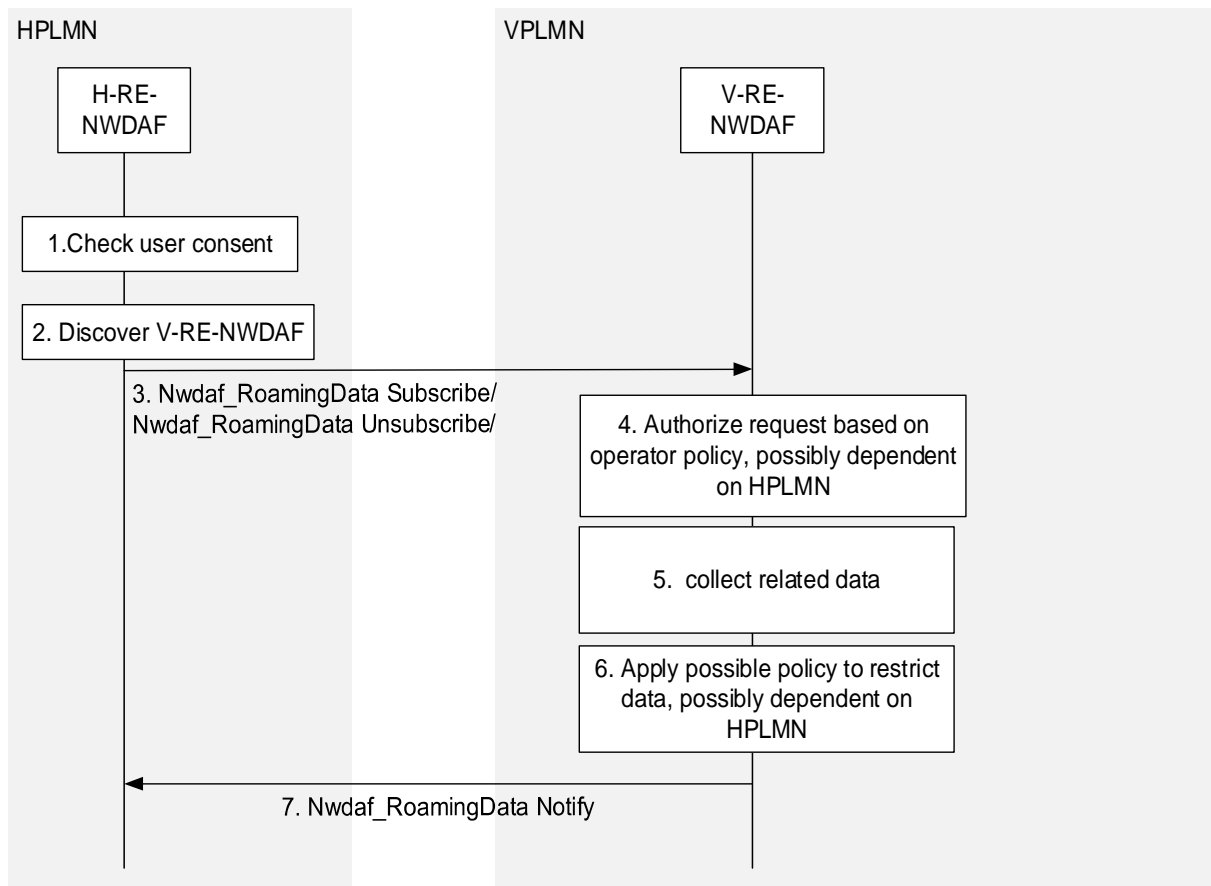 HPLMN
VPLMN
H-RE-
NWDAF
V-RE-
NWDAF
1.Check user consent
2. Discover V-RE-NWDAF
3. Nwdaf_RoamingData Subscribe/
Nwdaf_RoamingData Unsubscribe/
4. Authorize request based on
operator policy, possibly dependent
on HPLMN
5. collect related data
6. Apply possible policy to restrict
data, possibly dependent on
HPLMN
7. Nwdaf_RoamingData Notify